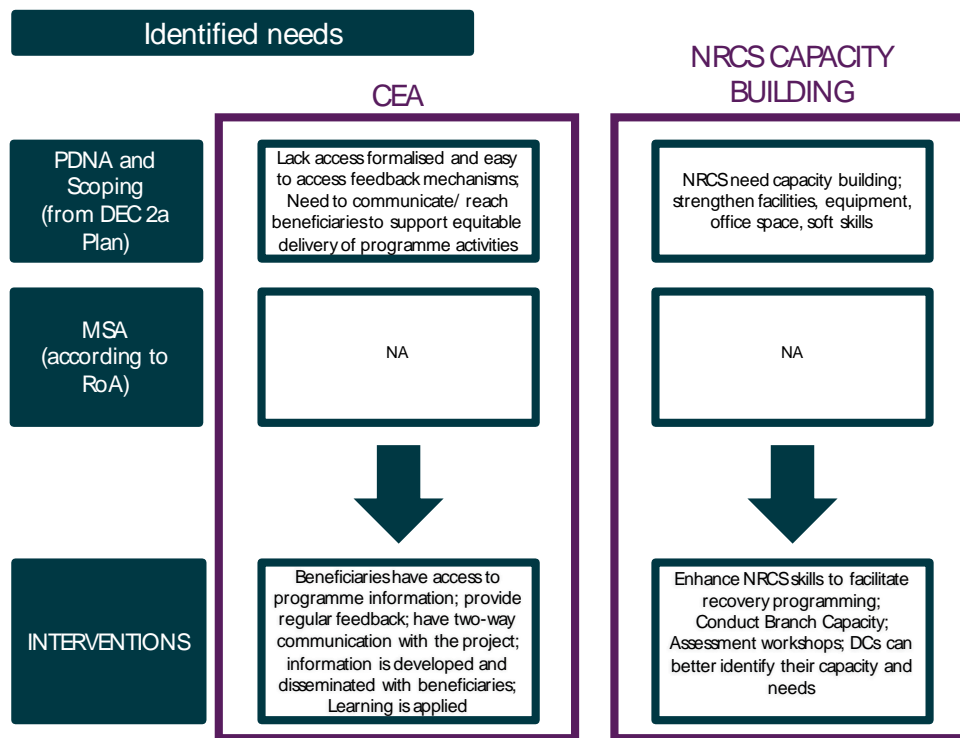 Identified needs
CEA
NRCS CAPACITY
BUILDING
PDNA and
Scoping
(from DEC 2a
Plan)
Lack access formalised and easy
to access feedback mechanisms;
Need to communicate/ reach
beneficiaries to support equitable
delivery of programme activities
NRCS need capacity building;
strengthen facilities, equipment,
office space, soft skills
MSA
(according to
RoA)
NA
NA
INTERVENTIONS
Beneficiaries have access to
programme information; provide
regular feedback; have two-way
communication with the project;
information is developed and
disseminated with beneficiaries;
Learning is applied
Enhance NRCS skills to facilitate
recovery programming;
Conduct Branch Capacity;
Assessment workshops; DCs can
better identify their capacity and
needs